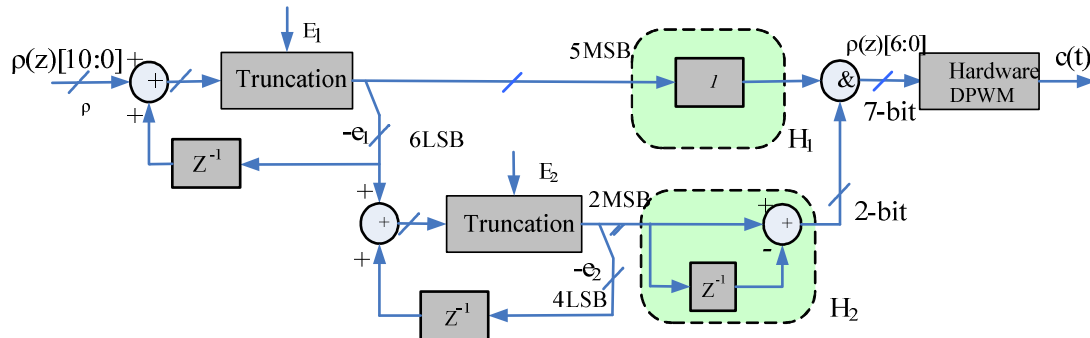 E1
ρ(z)[10:0]
+
+
ρ
+
Truncation
5MSB
1
H1
&
ρ(z)[6:0]
7-bit
Hardware
DPWM
c(t)
-e1
6LSB
Z-1
E2
+
+
+
Truncation
2MSB
+
+
-
2-bit
-e2
4LSB
Z-1
Z-1
H2